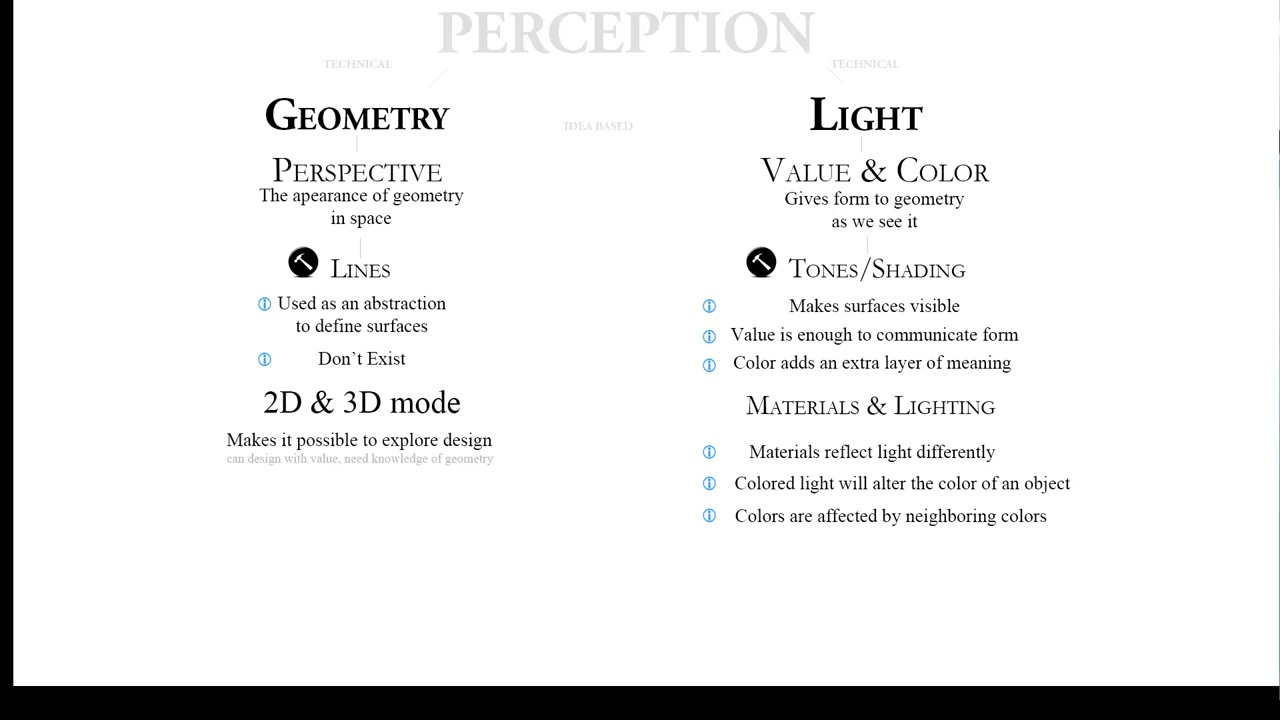 PERCEPTION
TECHNICAL
TECHNICAL
GEOMETRY
LIGHT
IDEA BASED
PERSPECTIVE
The apearance of geometry
in space
VALUE & COLOR
Gives form to geometry
as we see it
LINES
Used as an abstraction
to define surfaces
Don't Exist
2D & 3D mode
Makes it possible to explore design
can design with value, need knowledge of geometry
TONES/SHADING
Makes surfaces visible
Value is enough to communicate form
Color adds an extra layer of meaning
MATERIALS & LIGHTING
Materials reflect light differently
Colored light will alter the color of an object
Colors are affected by neighboring colors